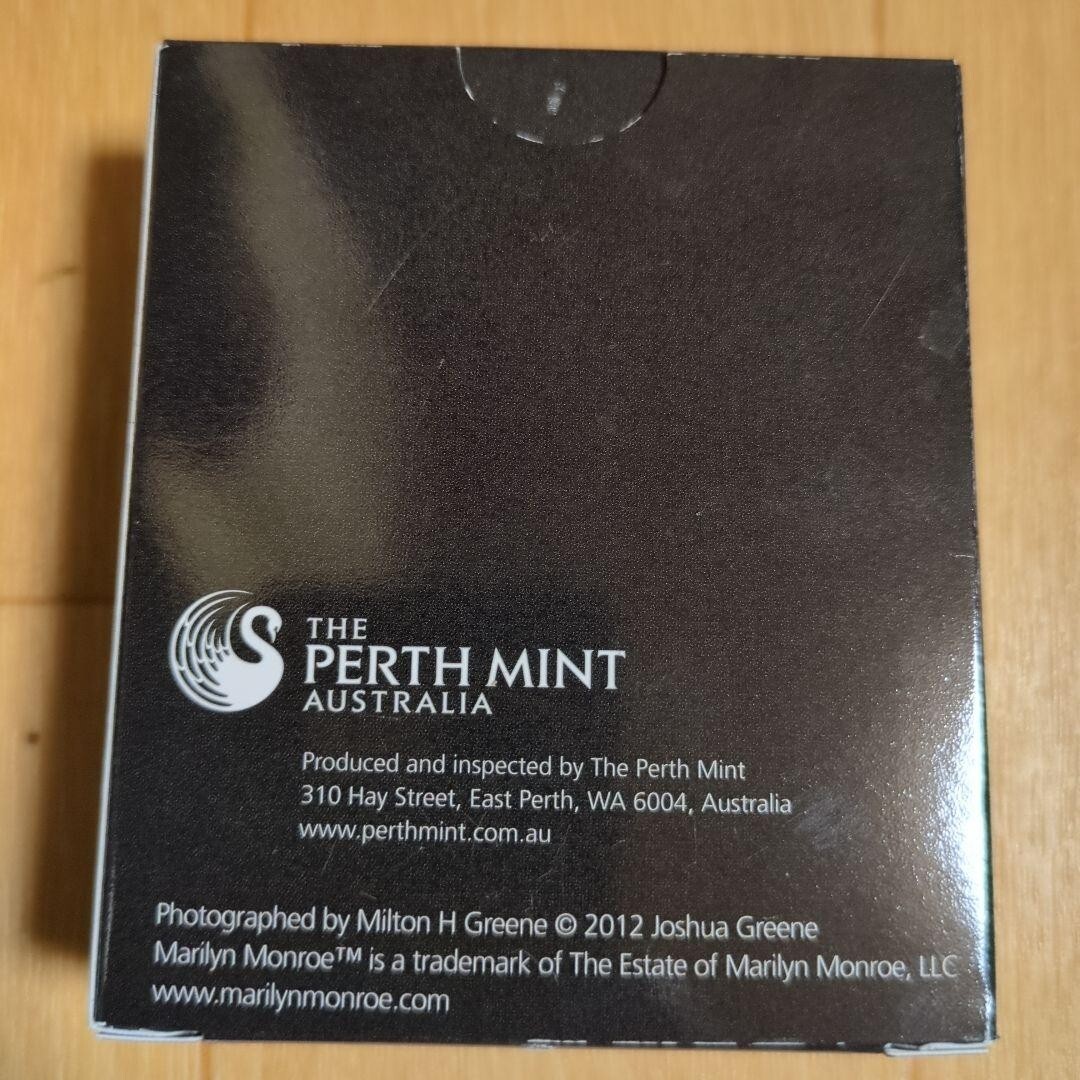 THE
PERTH MINT
AUSTRALIA
Produced and inspected by The Perth Mint
310 Hay Street, East Perth, WA 6004, Australia
www.perthmint.com.au
Photographed by Milton H Greene © 2012 Joshua Greene
Marilyn Monroe™ is a trademark of The Estate of Marilyn Monroe, LLC
www.marilynmonroe.com